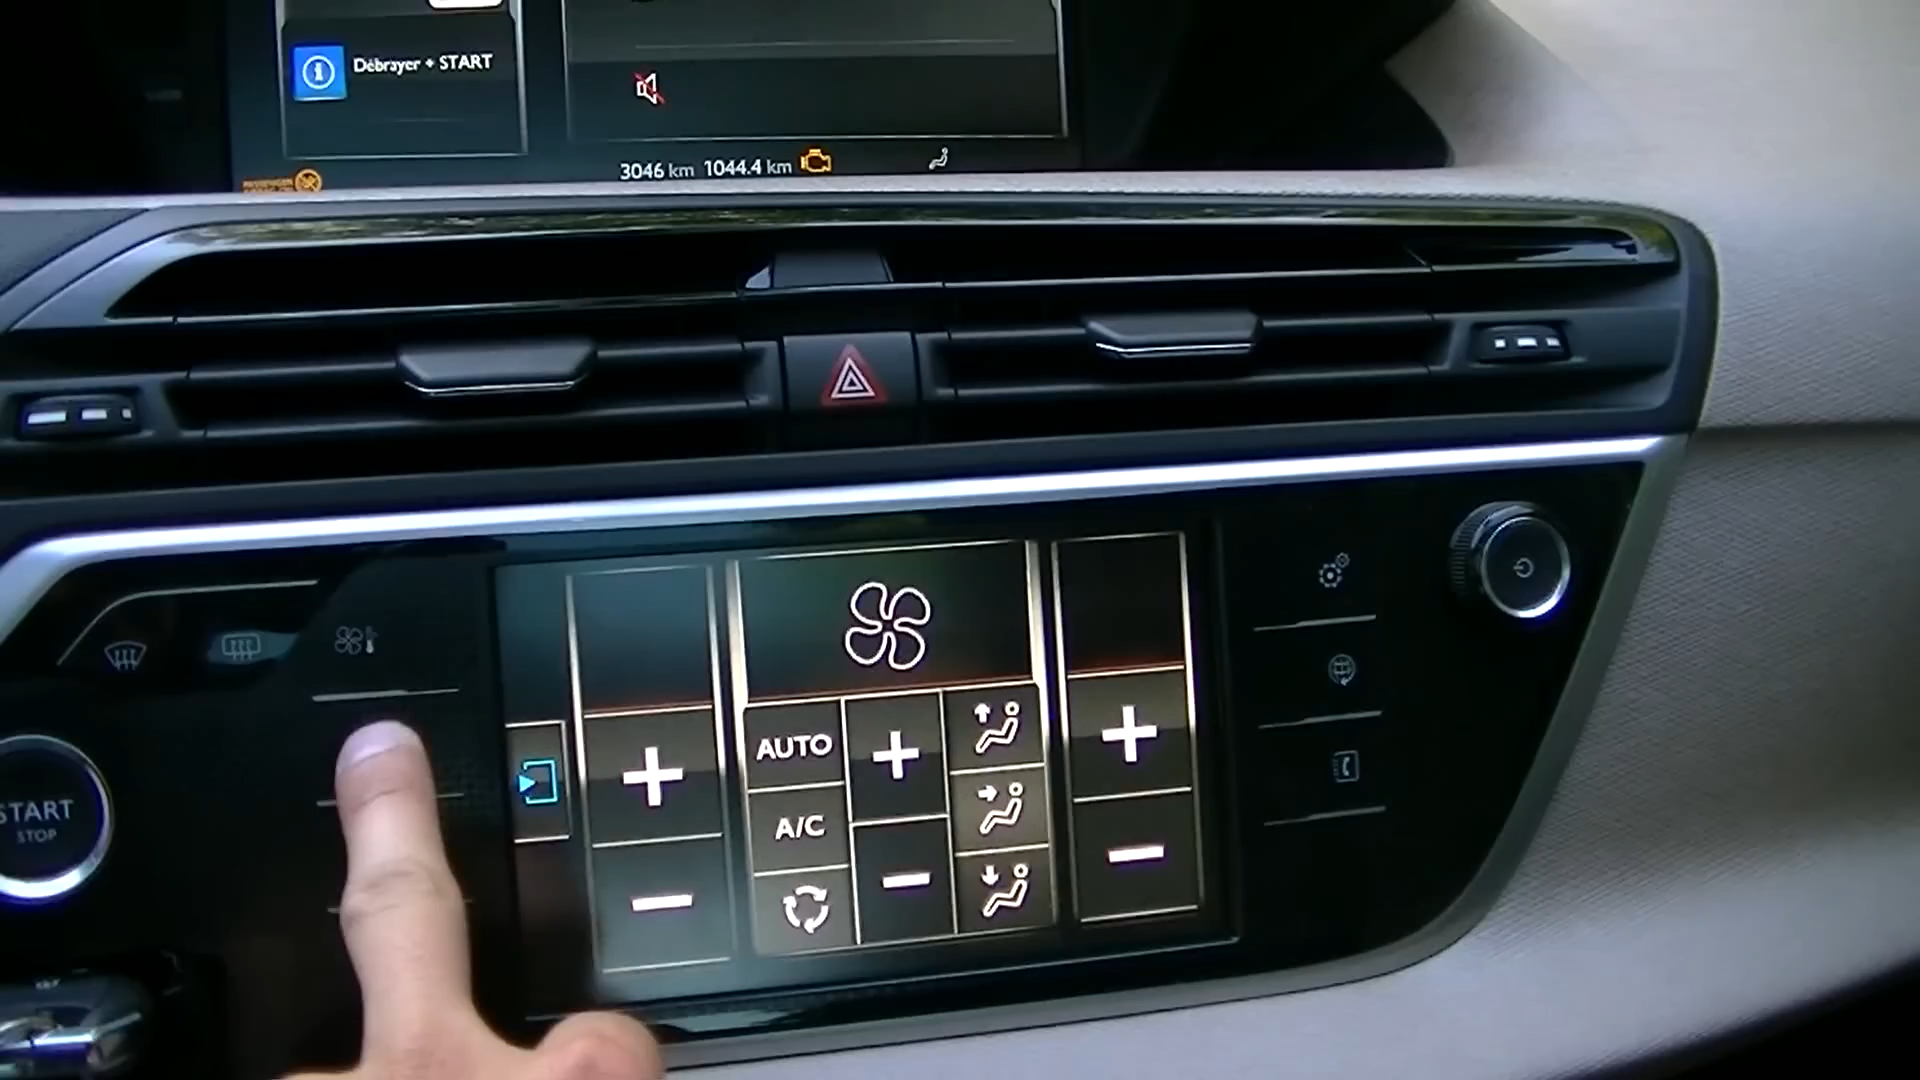 Débrayer + START
3046 km 1044.4 km
AUTO
A/C
START
STOP